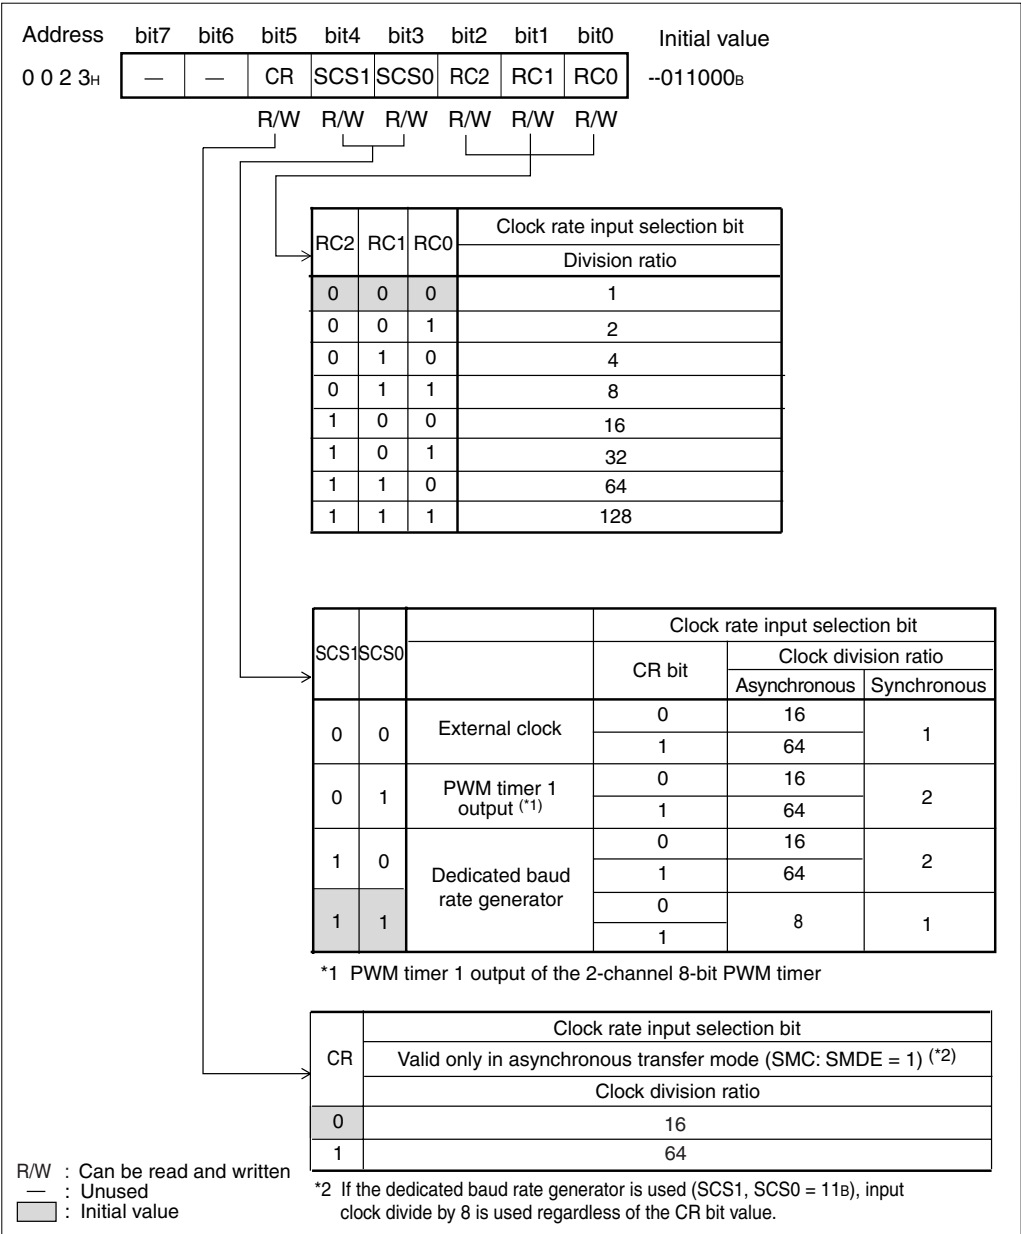 Address bit7 bit6 bit5 bit4 bit3 bit2 bit1 bit0 Initial value
0 0 2 3H — — CR SCS1 SCS0 RC2 RC1 RC0 --011000B
R/W R/W R/W R/W R/W R/W
RC2 RC1 RC0 Clock rate input selection bit
Division ratio
0 0 0 1
0 0 1 2
0 1 0 4
0 1 1 8
1 0 0 16
1 0 1 32
1 1 0 64
1 1 1 128
SCS1 SCS0 Clock rate input selection bit
CR bit Clock division ratio
Asynchronous Synchronous
0 0 External clock 0 16 1
1 64
0 1 PWM timer 1 output (*1) 0 16 2
1 64
1 0 Dedicated baud rate generator 0 16 2
1 64
1 1 0 8 1
1
*1 PWM timer 1 output of the 2-channel 8-bit PWM timer
CR Clock rate input selection bit
Valid only in asynchronous transfer mode (SMC: SMDE = 1) (*2)
Clock division ratio
0 16
1 64
R/W : Can be read and written
— : Unused
: Initial value
*2 If the dedicated baud rate generator is used (SCS1, SCS0 = 11B), input
clock divide by 8 is used regardless of the CR bit value.